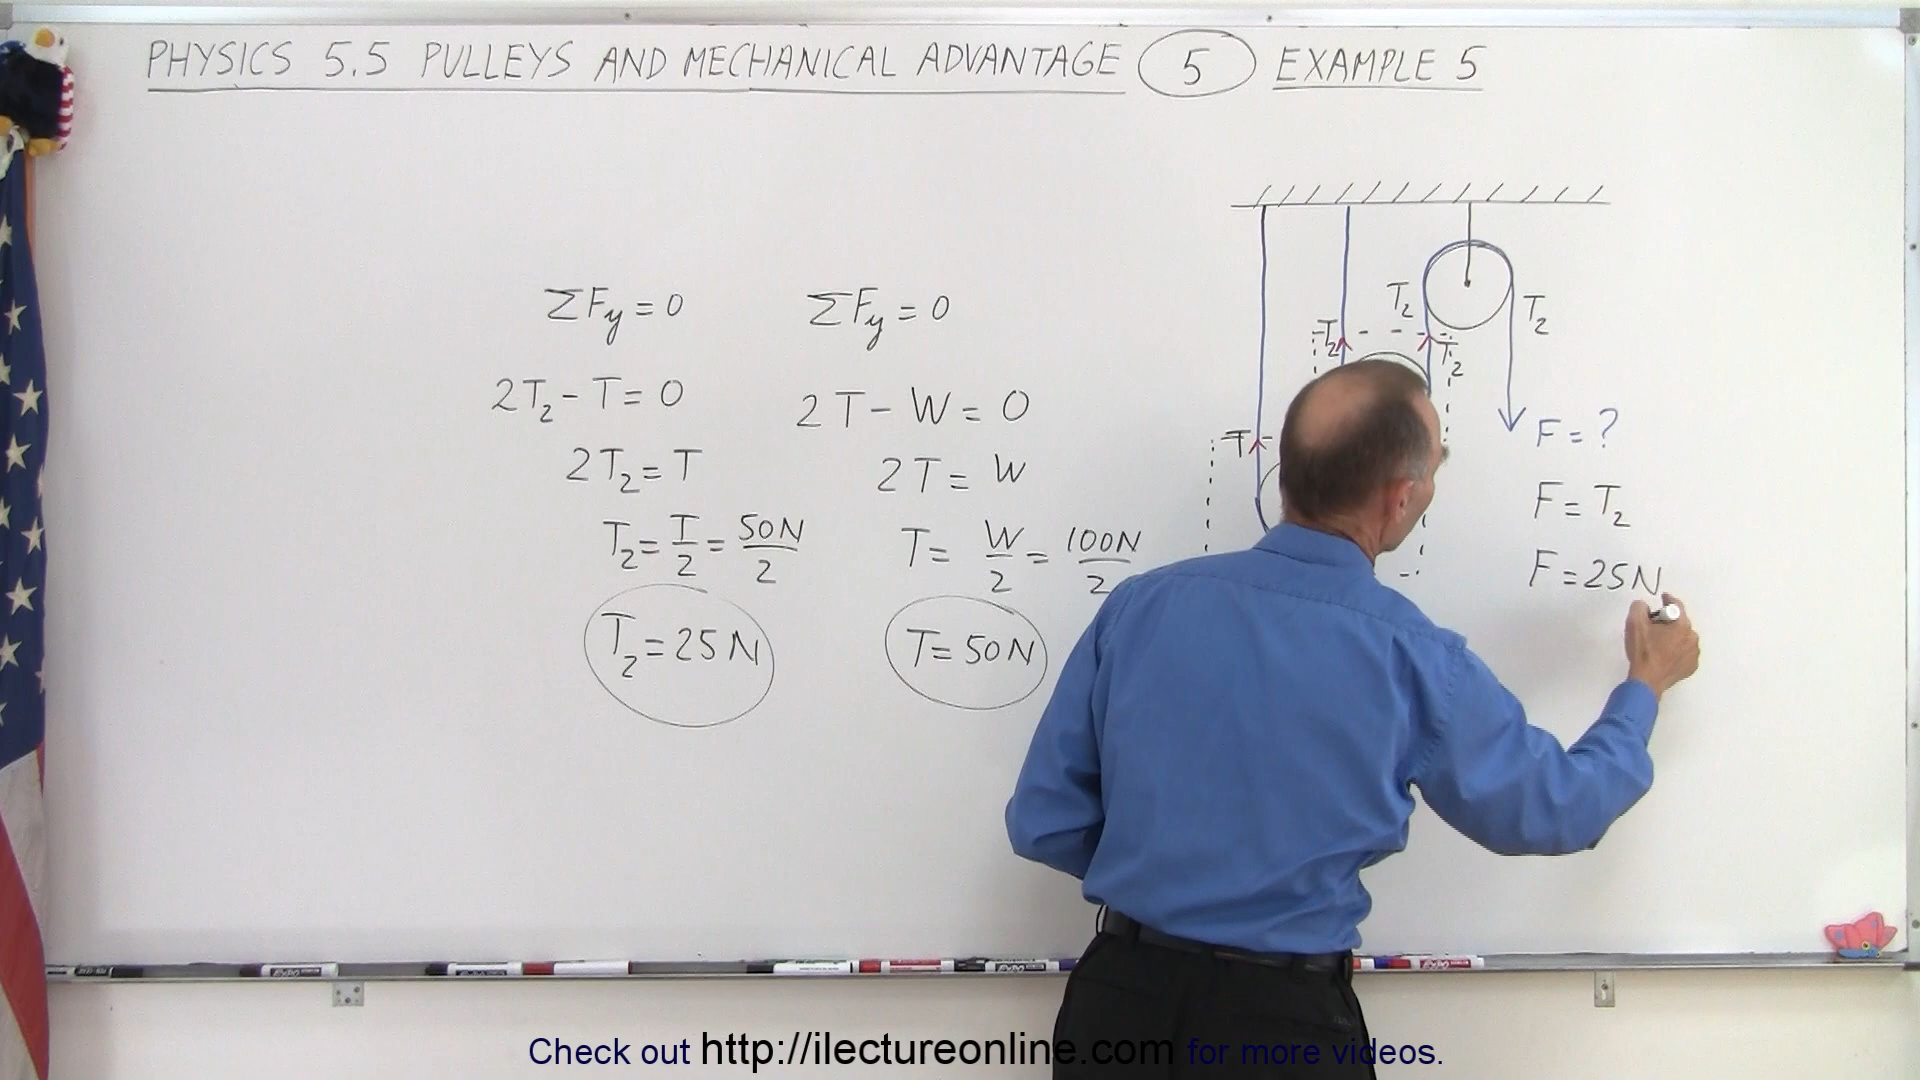 PHYSICS 5.5 PULLEYS AND MECHANICAL ADVANTAGE 5 EXAMPLE 5
ΣFy = 0
2T₂ - T = 0
2T₂ = T
T₂ = T/2 = 50N/2
T₂ = 25 N
ΣFy = 0
2T - W = 0
2T = W
T = W/2 = 100N/2
T = 50N
T₂
T₂
T₂
T₂
T
F = ?
F = T₂
F = 25N
Check out http://ilectureonline.com for more videos.